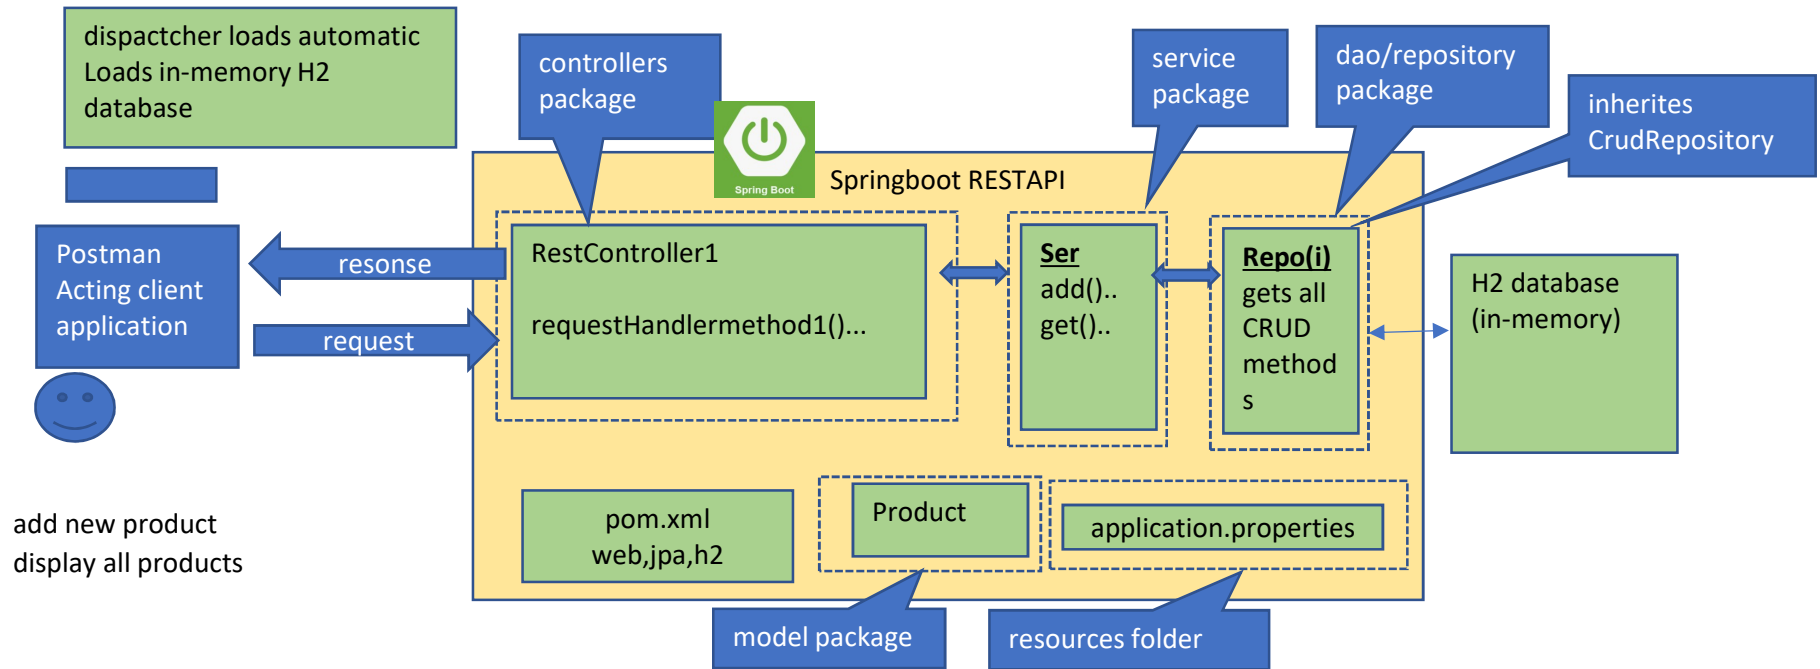 dispactcher loads automatic
Loads in-memory H2
database
controllers
package
service
package
dao/repository
package
inherites
CrudRepository
Spring Boot
Springboot RESTAPI
Postman
Acting client
application
resonse
request
RestController1
requestHandlermethod1()...
Ser
add()..
get()..
Repo(i)
gets all
CRUD
method
s
H2 database
(in-memory)
add new product
display all products
pom.xml
web,jpa,h2
Product
application.properties
model package
resources folder